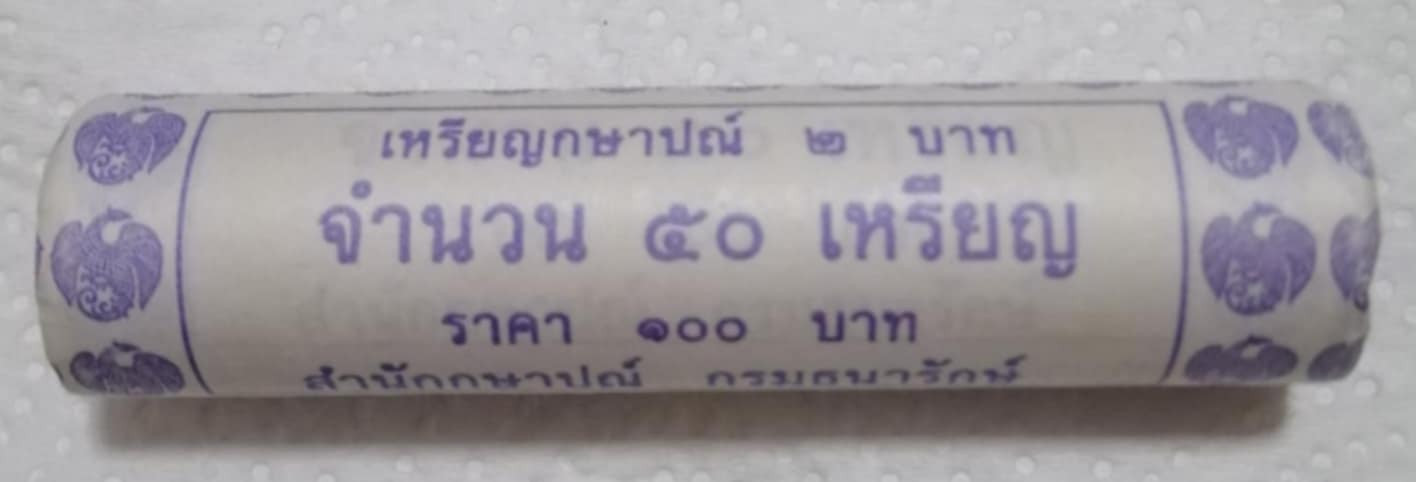 เหรียญกษาปณ์ ๒ บาท
จำนวน ๕๐ เหรียญ
ราคา ๑๐๐ บาท
สำนักกษาปณ์ กรมธนารักษ์